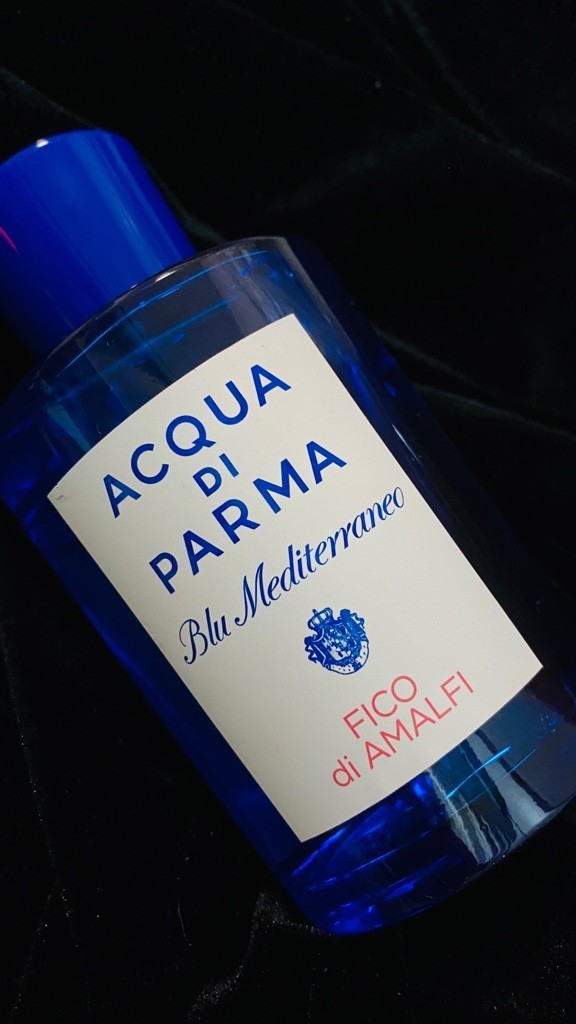 ACQUA
DI
PARMA
Blu Mediterraneo
FICO
di AMALFI